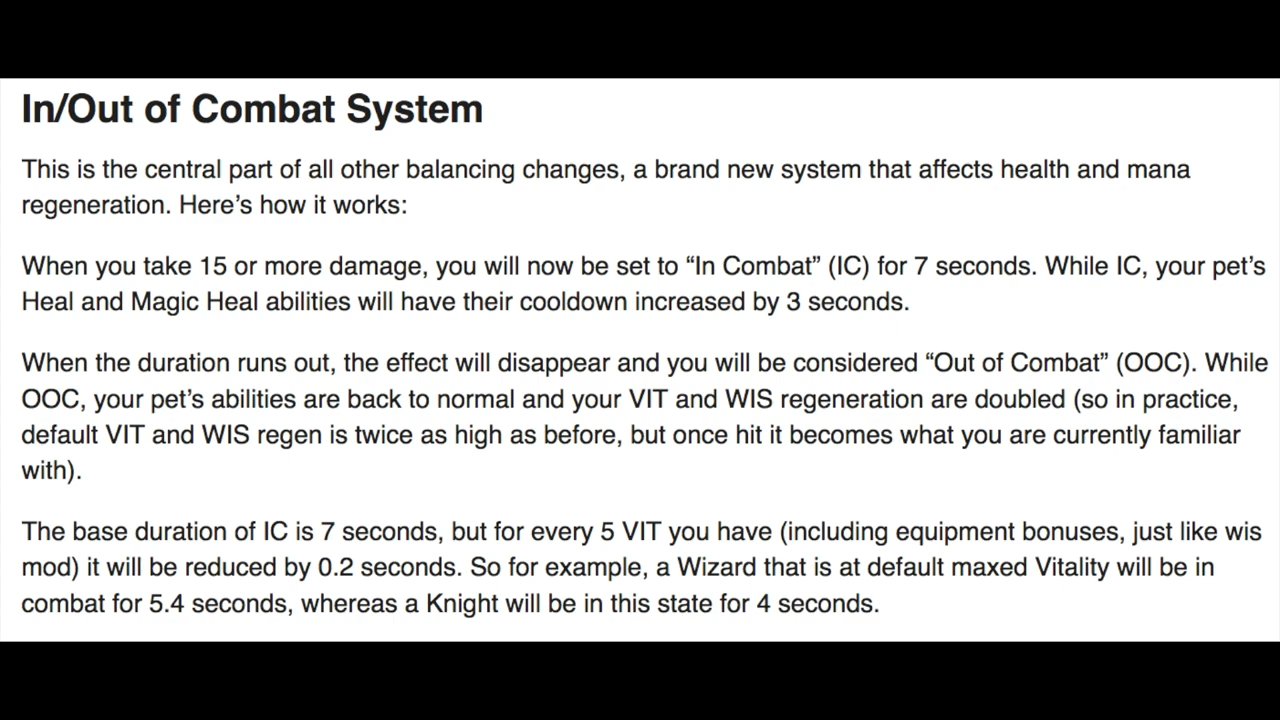 In/Out of Combat System
This is the central part of all other balancing changes, a brand new system that affects health and mana
regeneration. Here’s how it works:
When you take 15 or more damage, you will now be set to “In Combat” (IC) for 7 seconds. While IC, your pet’s
Heal and Magic Heal abilities will have their cooldown increased by 3 seconds.
When the duration runs out, the effect will disappear and you will be considered “Out of Combat” (OOC). While
OOC, your pet’s abilities are back to normal and your VIT and WIS regeneration are doubled (so in practice,
default VIT and WIS regen is twice as high as before, but once hit it becomes what you are currently familiar
with).
The base duration of IC is 7 seconds, but for every 5 VIT you have (including equipment bonuses, just like wis
mod) it will be reduced by 0.2 seconds. So for example, a Wizard that is at default maxed Vitality will be in
combat for 5.4 seconds, whereas a Knight will be in this state for 4 seconds.